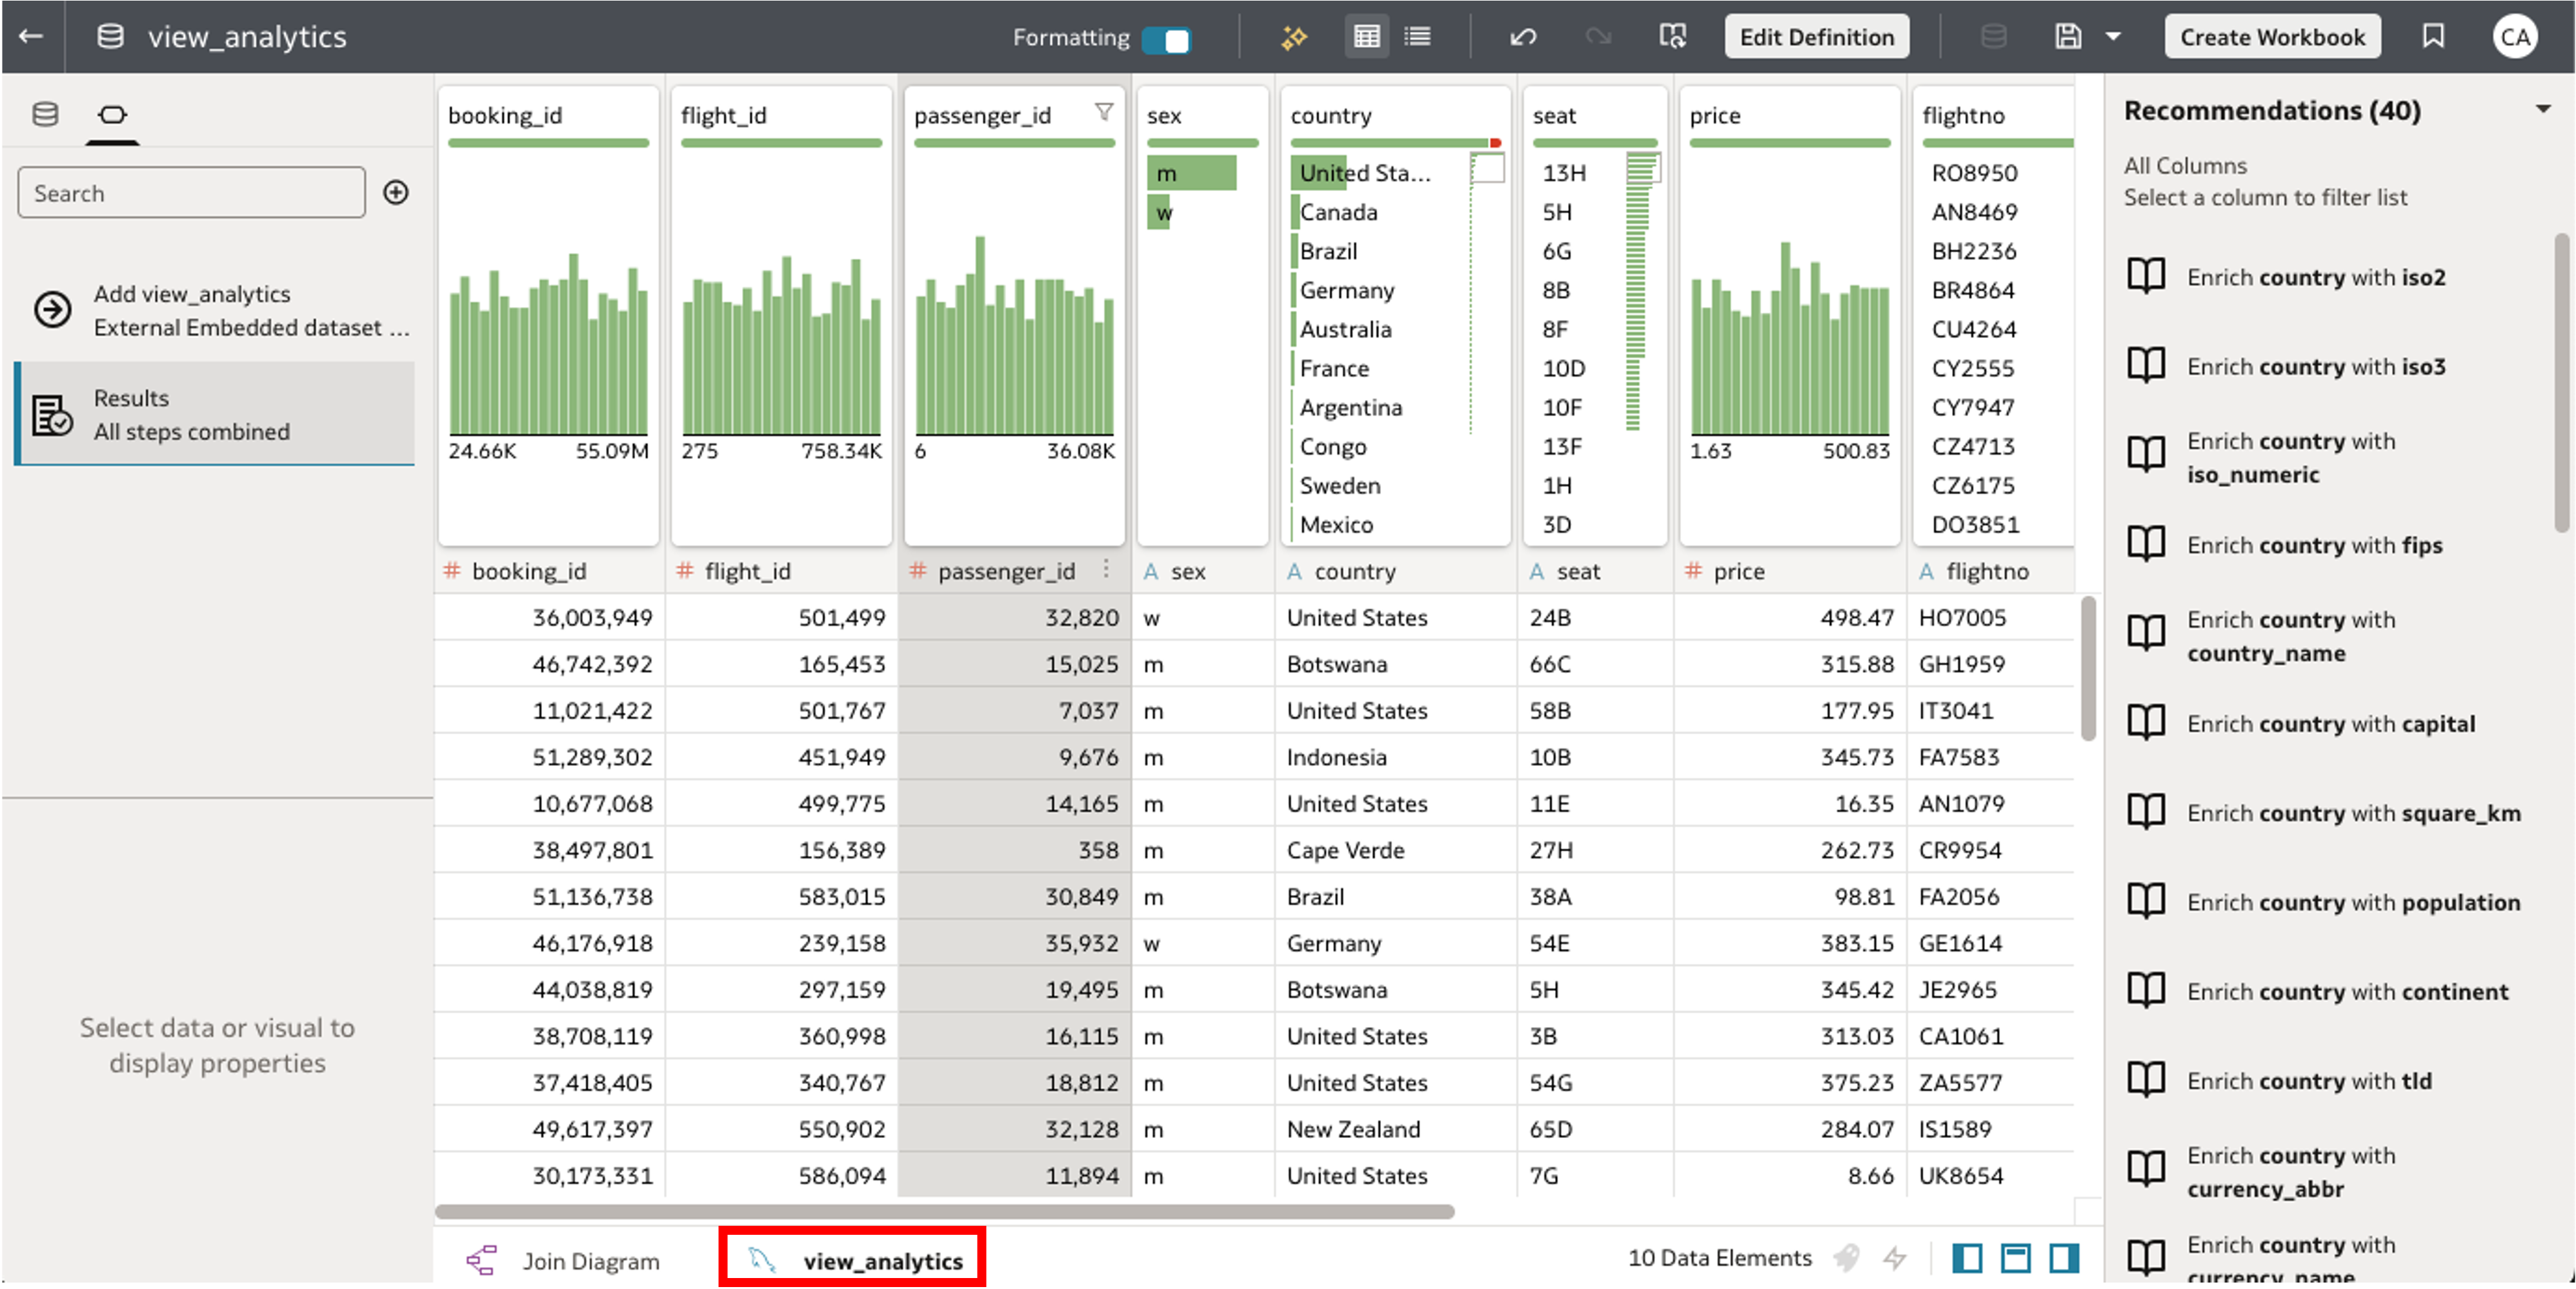 view_analytics
Formatting
Edit Definition
Create Workbook
CA
Search
Add view_analytics
External Embedded dataset ...
Results
All steps combined
Select data or visual to
display properties
booking_id flight_id passenger_id sex country seat price flightno
24.66K 55.09M
275 758.34K
6 36.08K
m
w
United Sta...
Canada
Brazil
Germany
Australia
France
Argentina
Congo
Sweden
Mexico
13H
5H
6G
8B
8F
10D
10F
13F
1H
3D
1.63 500.83
RO8950
AN8469
BH2236
BR4864
CU4264
CY2555
CY7947
CZ4713
CZ6175
DO3851
# booking_id # flight_id # passenger_id A sex A country A seat # price A flightno
36,003,949 501,499 32,820 w United States 24B 498.47 HO7005
46,742,392 165,453 15,025 m Botswana 66C 315.88 GH1959
11,021,422 501,767 7,037 m United States 58B 177.95 IT3041
51,289,302 451,949 9,676 m Indonesia 10B 345.73 FA7583
10,677,068 499,775 14,165 m United States 11E 16.35 AN1079
38,497,801 156,389 358 m Cape Verde 27H 262.73 CR9954
51,136,738 583,015 30,849 m Brazil 38A 98.81 FA2056
46,176,918 239,158 35,932 w Germany 54E 383.15 GE1614
44,038,819 297,159 19,495 m Botswana 5H 345.42 JE2965
38,708,119 360,998 16,115 m United States 3B 313.03 CA1061
37,418,405 340,767 18,812 m United States 54G 375.23 ZA5577
49,617,397 550,902 32,128 m New Zealand 65D 284.07 IS1589
30,173,331 586,094 11,894 m United States 7G 8.66 UK8654
Join Diagram
view_analytics
10 Data Elements
Recommendations (40)
All Columns
Select a column to filter list
Enrich country with iso2
Enrich country with iso3
Enrich country with
iso_numeric
Enrich country with fips
Enrich country with
country_name
Enrich country with capital
Enrich country with square_km
Enrich country with population
Enrich country with continent
Enrich country with tld
Enrich country with
currency_abbr
Enrich country with
currency_name